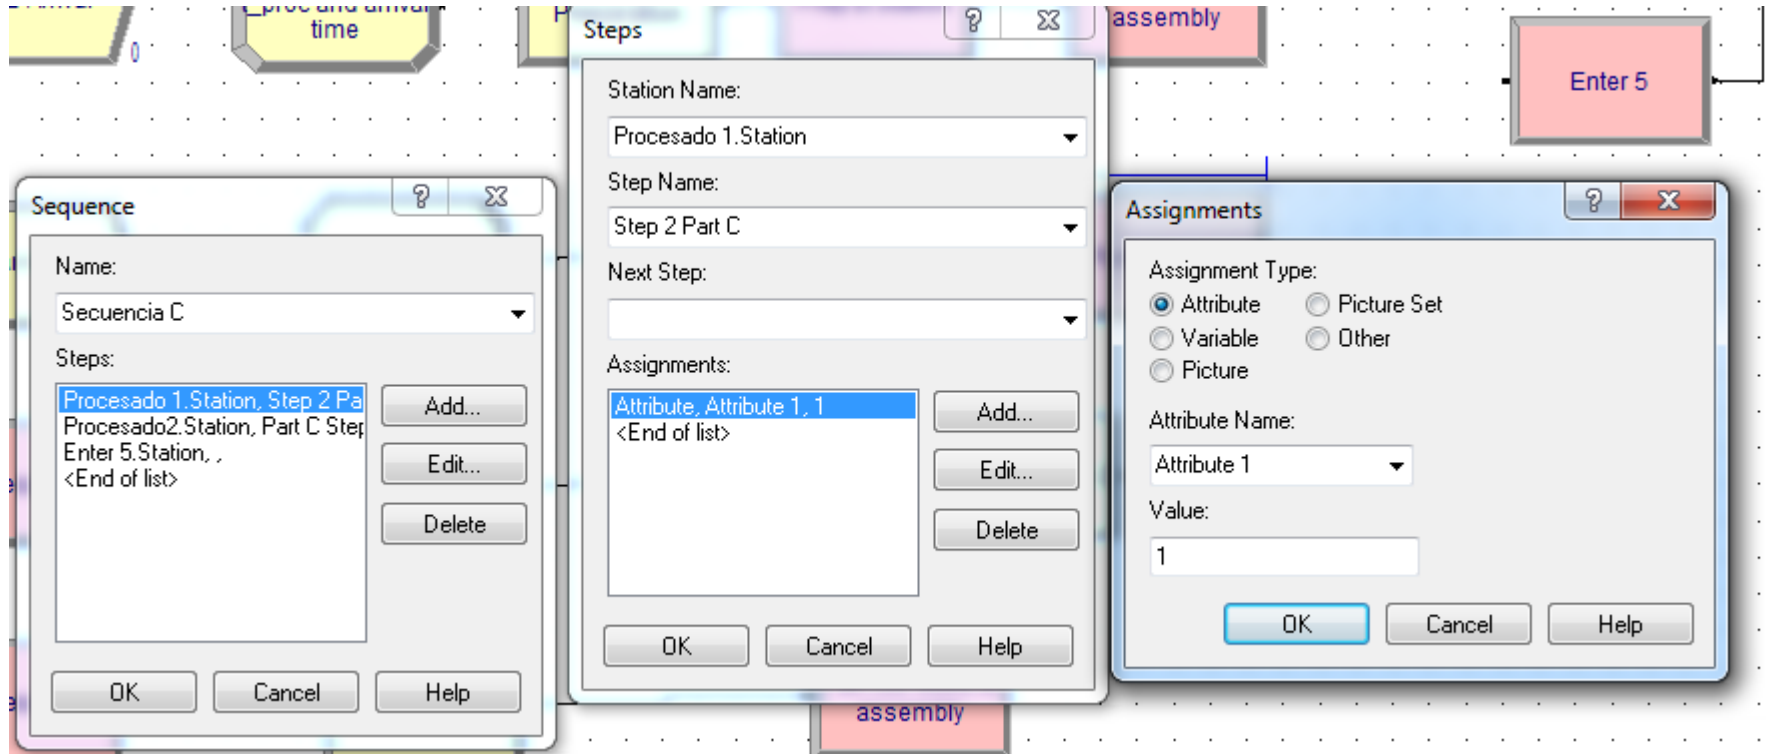 time
0
assembly
Enter 5
Steps
Station Name:
Procesado 1.Station
Step Name:
Step 2 Part C
Next Step:
Assignments:
Attribute, Attribute 1, 1
<End of list>
Add...
Edit...
Delete
OK
Cancel
Help
Sequence
Name:
Secuencia C
Steps:
Procesado 1.Station, Step 2 Pa
Procesado2.Station, Part C Step
Enter 5.Station, ,
<End of list>
Add...
Edit...
Delete
OK
Cancel
Help
Assignments
Assignment Type:
Attribute
Picture Set
Variable
Other
Picture
Attribute Name:
Attribute 1
Value:
1
OK
Cancel
Help
assembly